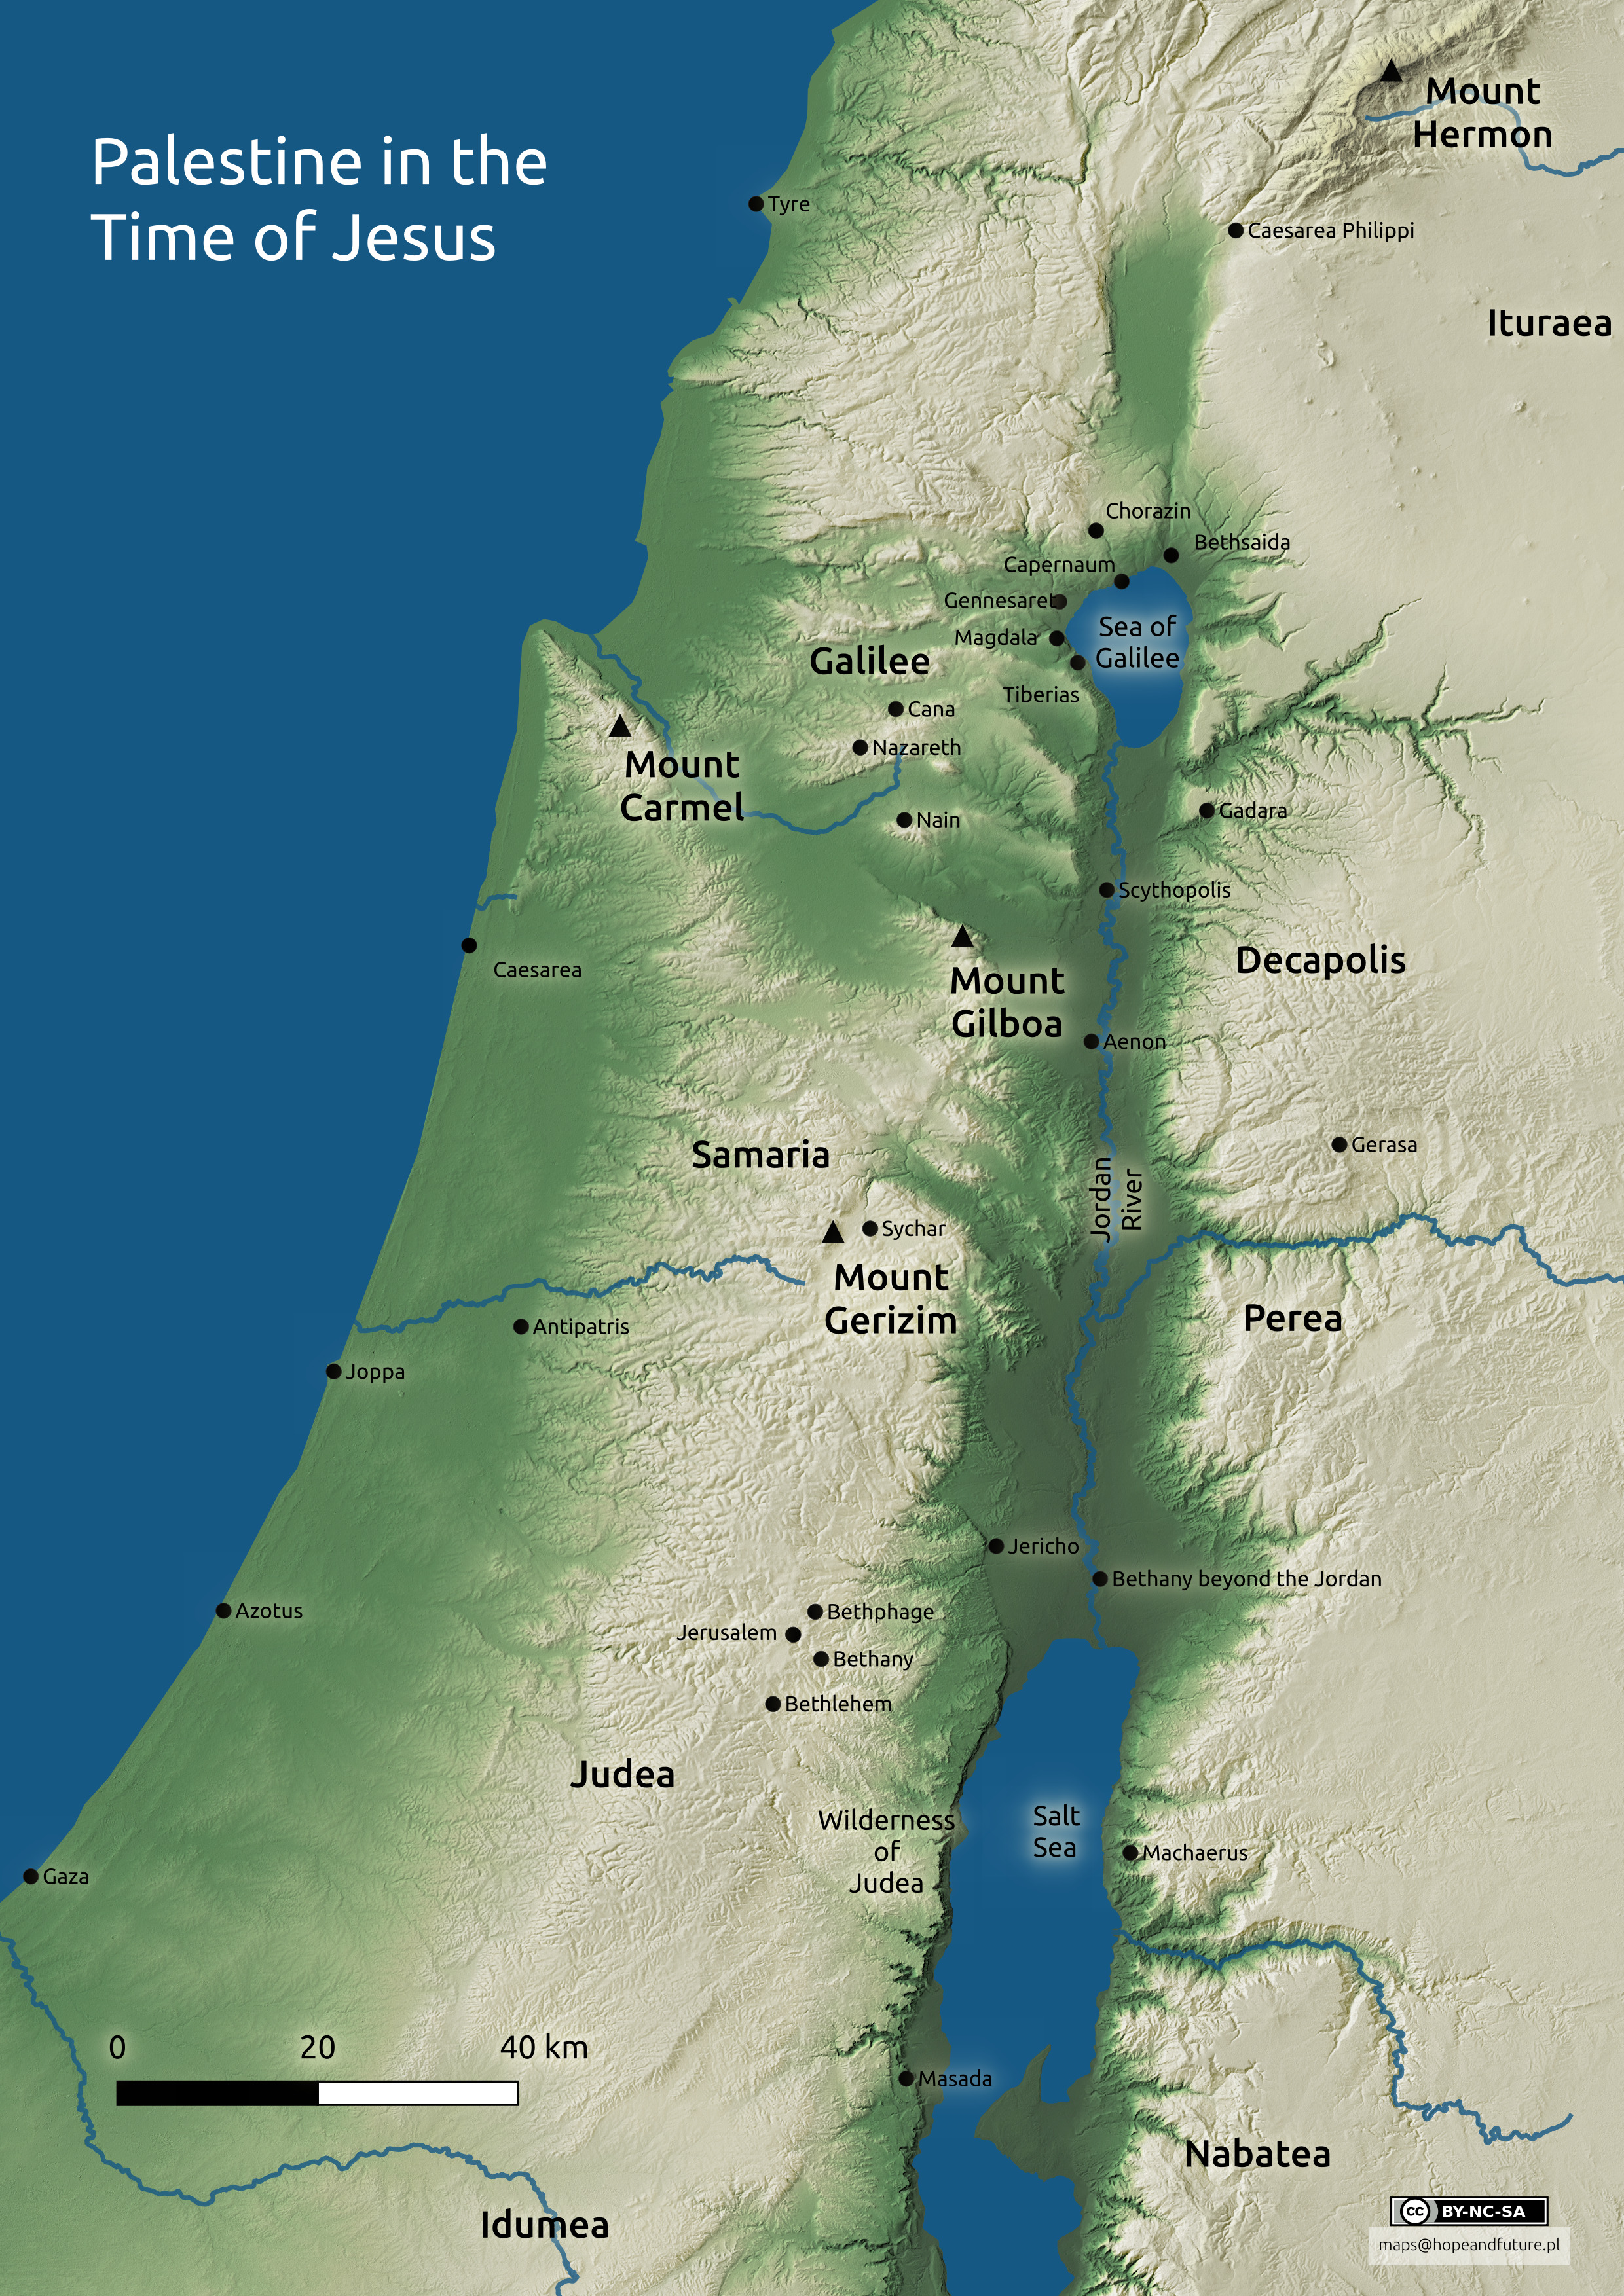 Palestine in the
Time of Jesus
Mount
Hermon
Tyre
Caesarea Philippi
Ituraea
Chorazin
Bethsaida
Capernaum
Gennesaret
Magdala
Sea of
Galilee
Galilee
Tiberias
Cana
Nazareth
Mount
Carmel
Nain
Gadara
Scythopolis
Caesarea
Decapolis
Mount
Gilboa
Aenon
Samaria
Gerasa
Jordan
River
Sychar
Mount
Gerizim
Perea
Antipatris
Joppa
Jericho
Bethany beyond the Jordan
Azotus
Bethphage
Jerusalem
Bethany
Bethlehem
Judea
Wilderness
of
Judea
Salt
Sea
Machaerus
Gaza
0 20 40 km
Masada
Nabatea
Idumea
cc BY-NC-SA
maps@hopeandfuture.pl